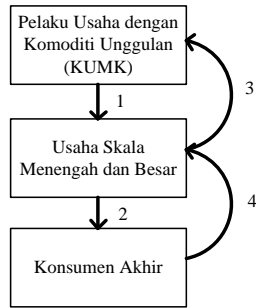 Pelaku Usaha dengan
Komoditi Unggulan
(KUMK)
1
3
Usaha Skala
Menengah dan Besar
2
4
Konsumen Akhir